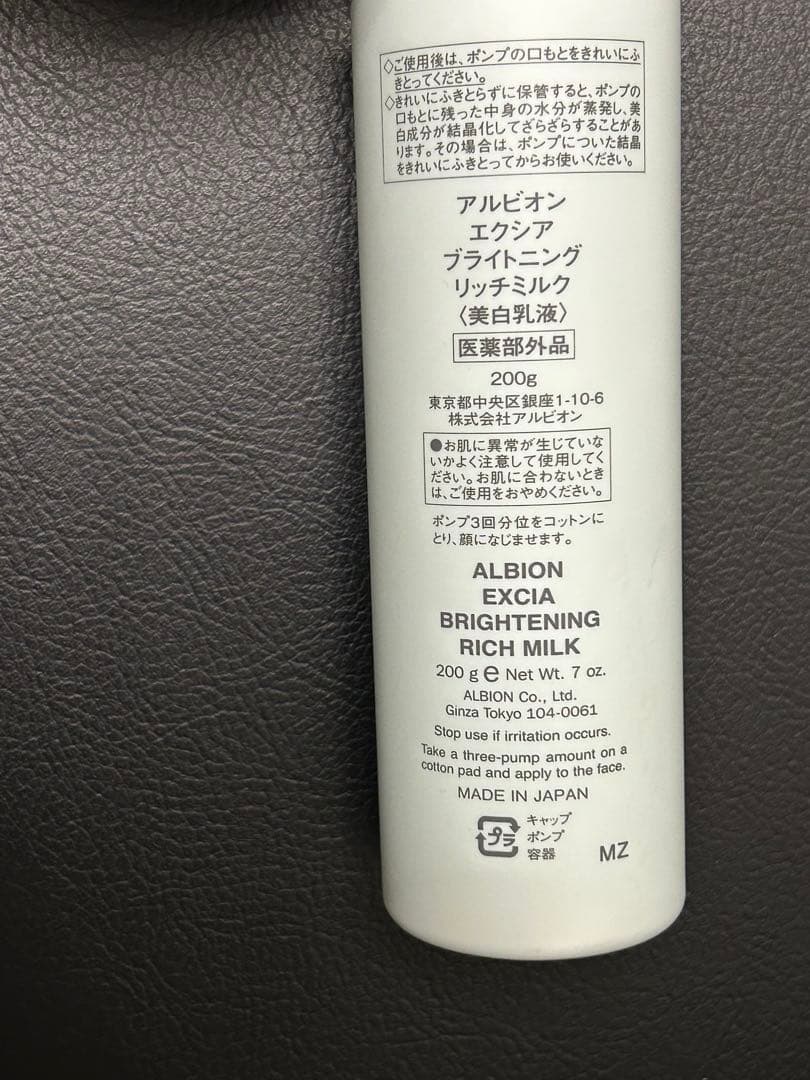 ◇ご使用後は、ポンプの口もとをきれいにふ
きとってください。
◇きれいにふきとらずに保管すると、ポンプの
口もとに残った中身の水分が蒸発し、美
白成分が結晶化してざらざらすることがあ
ります。その場合は、ポンプについた結晶
をきれいにふきとってからお使いください。
アルビオン
エクシア
ブライトニング
リッチミルク
〈美白乳液〉
医薬部外品
200g
東京都中央区銀座1-10-6
株式会社アルビオン
●お肌に異常が生じていな
いかよく注意して使用してく
ださい。お肌に合わないとき
は、ご使用をおやめください。
ポンプ3回分位をコットンに
とり、顔になじませます。
ALBION
EXCIA
BRIGHTENING
RICH MILK
200 g e Net Wt. 7 oz.
ALBION Co., Ltd.
Ginza Tokyo 104-0061
Stop use if irritation occurs.
Take a three-pump amount on a
cotton pad and apply to the face.
MADE IN JAPAN
プラ
キャップ
ポンプ
容器
MZ